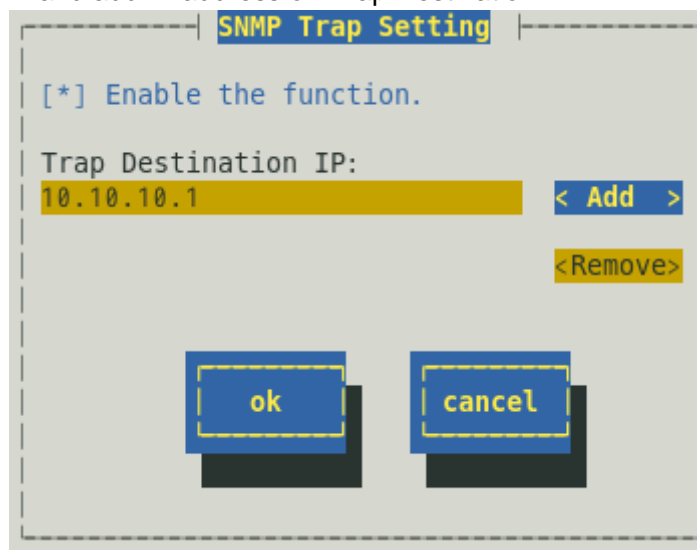 SNMP Trap Setting
[*] Enable the function.
Trap Destination IP:
10.10.10.1 < Add >
<Remove>
ok cancel